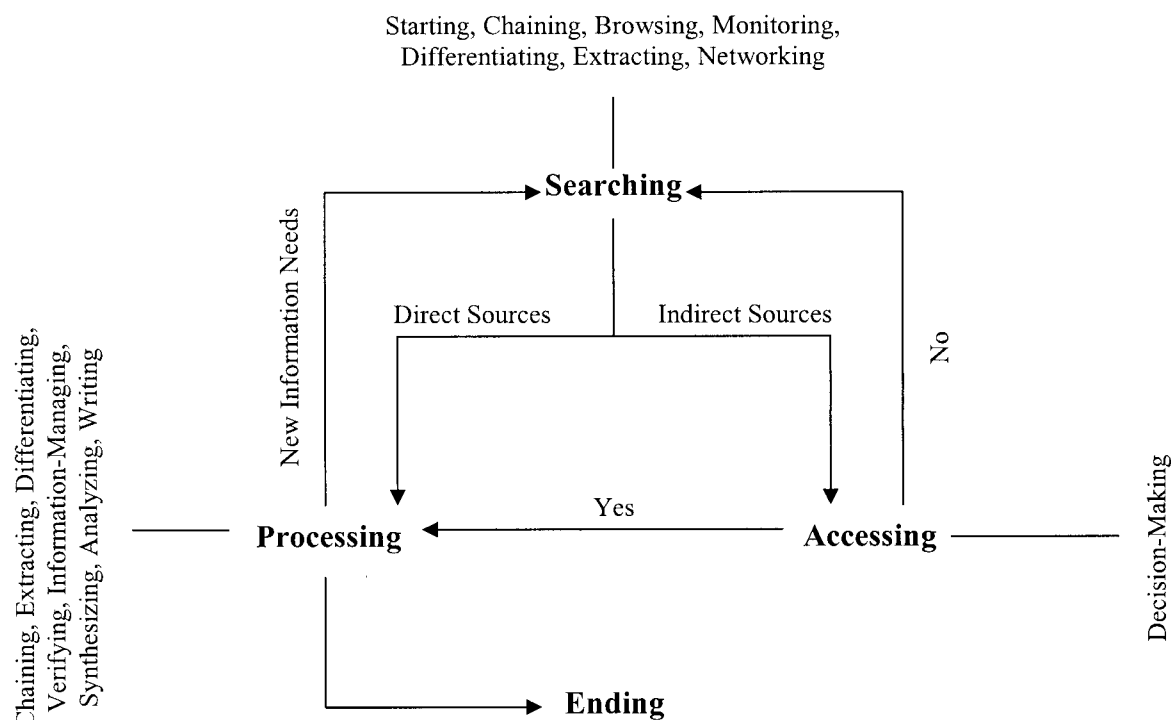 Starting, Chaining, Browsing, Monitoring,
Differentiating, Extracting, Networking
Searching
New Information Needs
Direct Sources
Indirect Sources
No
Chaining, Extracting, Differentiating,
Verifying, Information-Managing,
Synthesizing, Analyzing, Writing
Yes
Processing
Accessing
Decision-Making
Ending